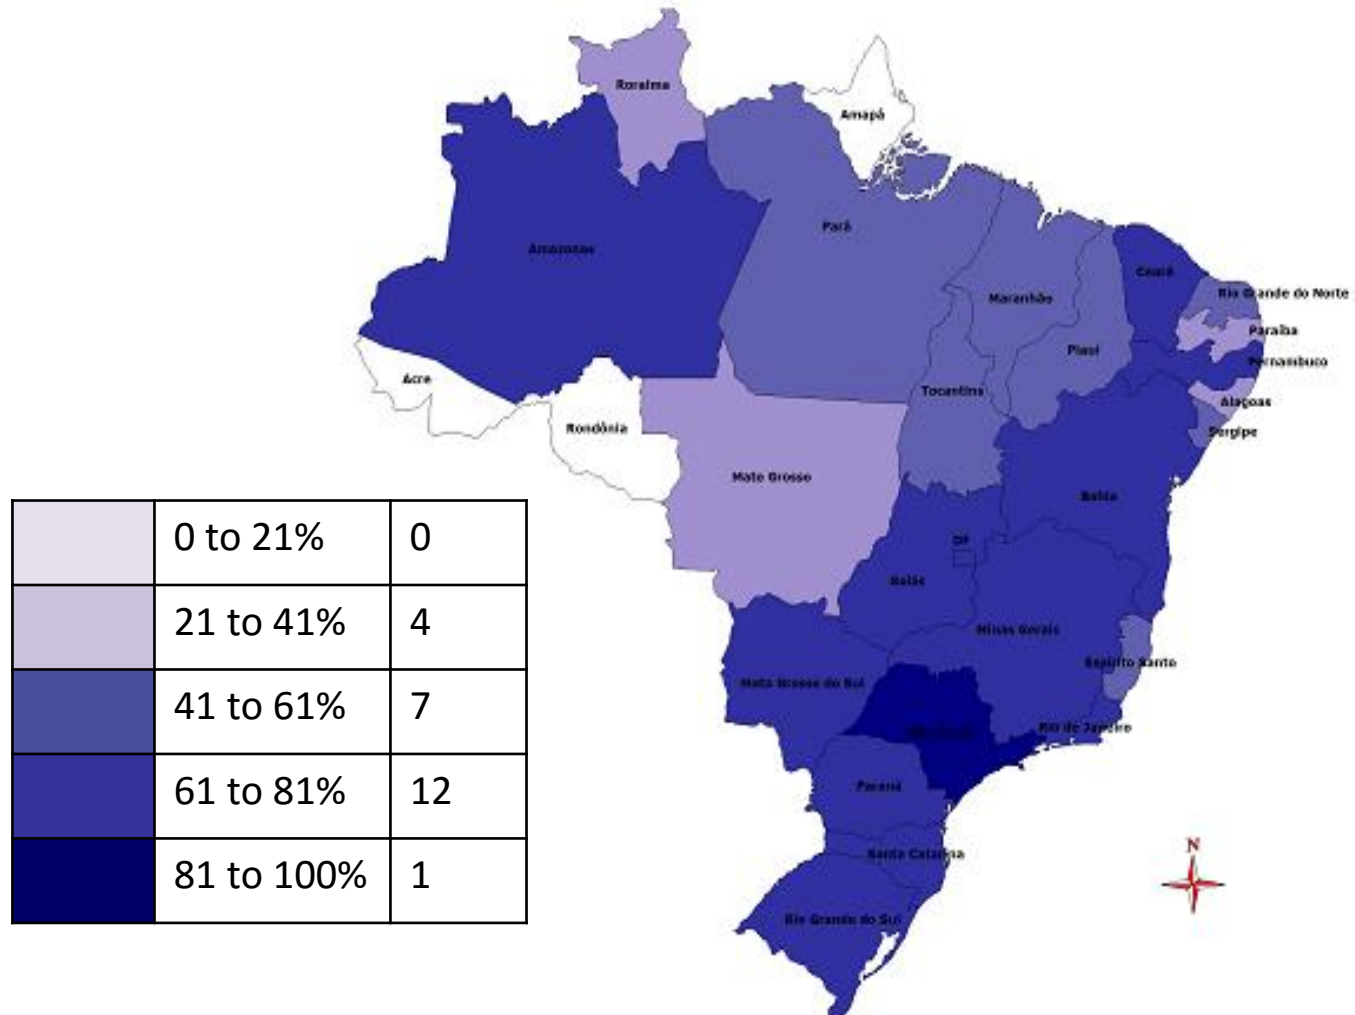 Roraima
Amapá
Pará
Amazonas
Ceará
Maranhão
Rio Grande do Norte
Paraíba
Piauí
Pernambuco
Acre
Tocantins
Alagoas
Rondônia
Sergipe
Mato Grosso
Bahia
0 to 21% 0
DF
Goiás
21 to 41% 4
Minas Gerais
Espírito Santo
41 to 61% 7
Mato Grosso do Sul
Rio de Janeiro
61 to 81% 12
Paraná
N
Santa Catarina
81 to 100% 1
Rio Grande do Sul